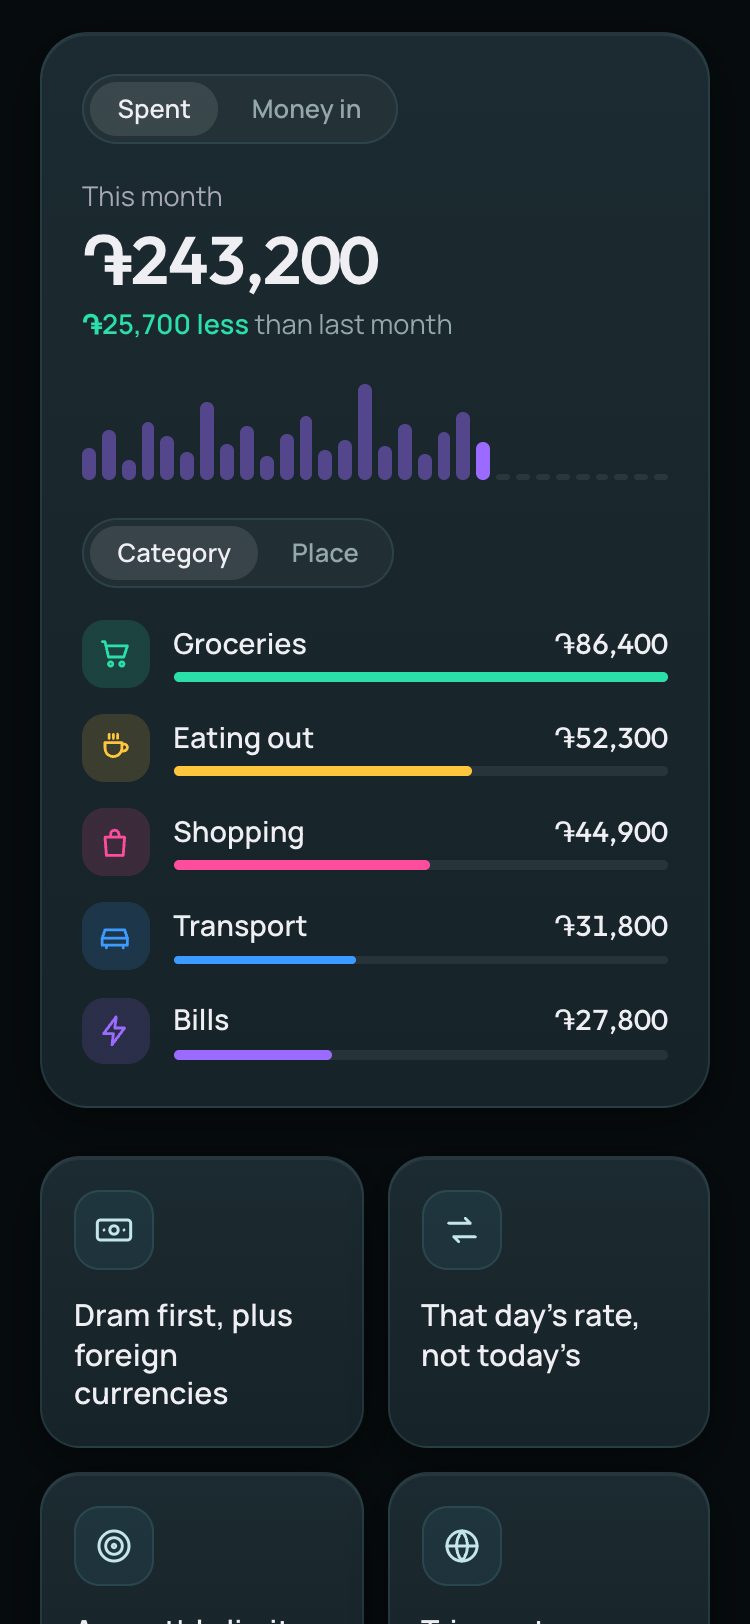 Spent Money in
This month
֏243,200
֏25,700 less than last month
Category Place
Groceries ֏86,400
Eating out ֏52,300
Shopping ֏44,900
Transport ֏31,800
Bills ֏27,800
Dram first, plus
foreign
currencies
That day’s rate,
not today’s